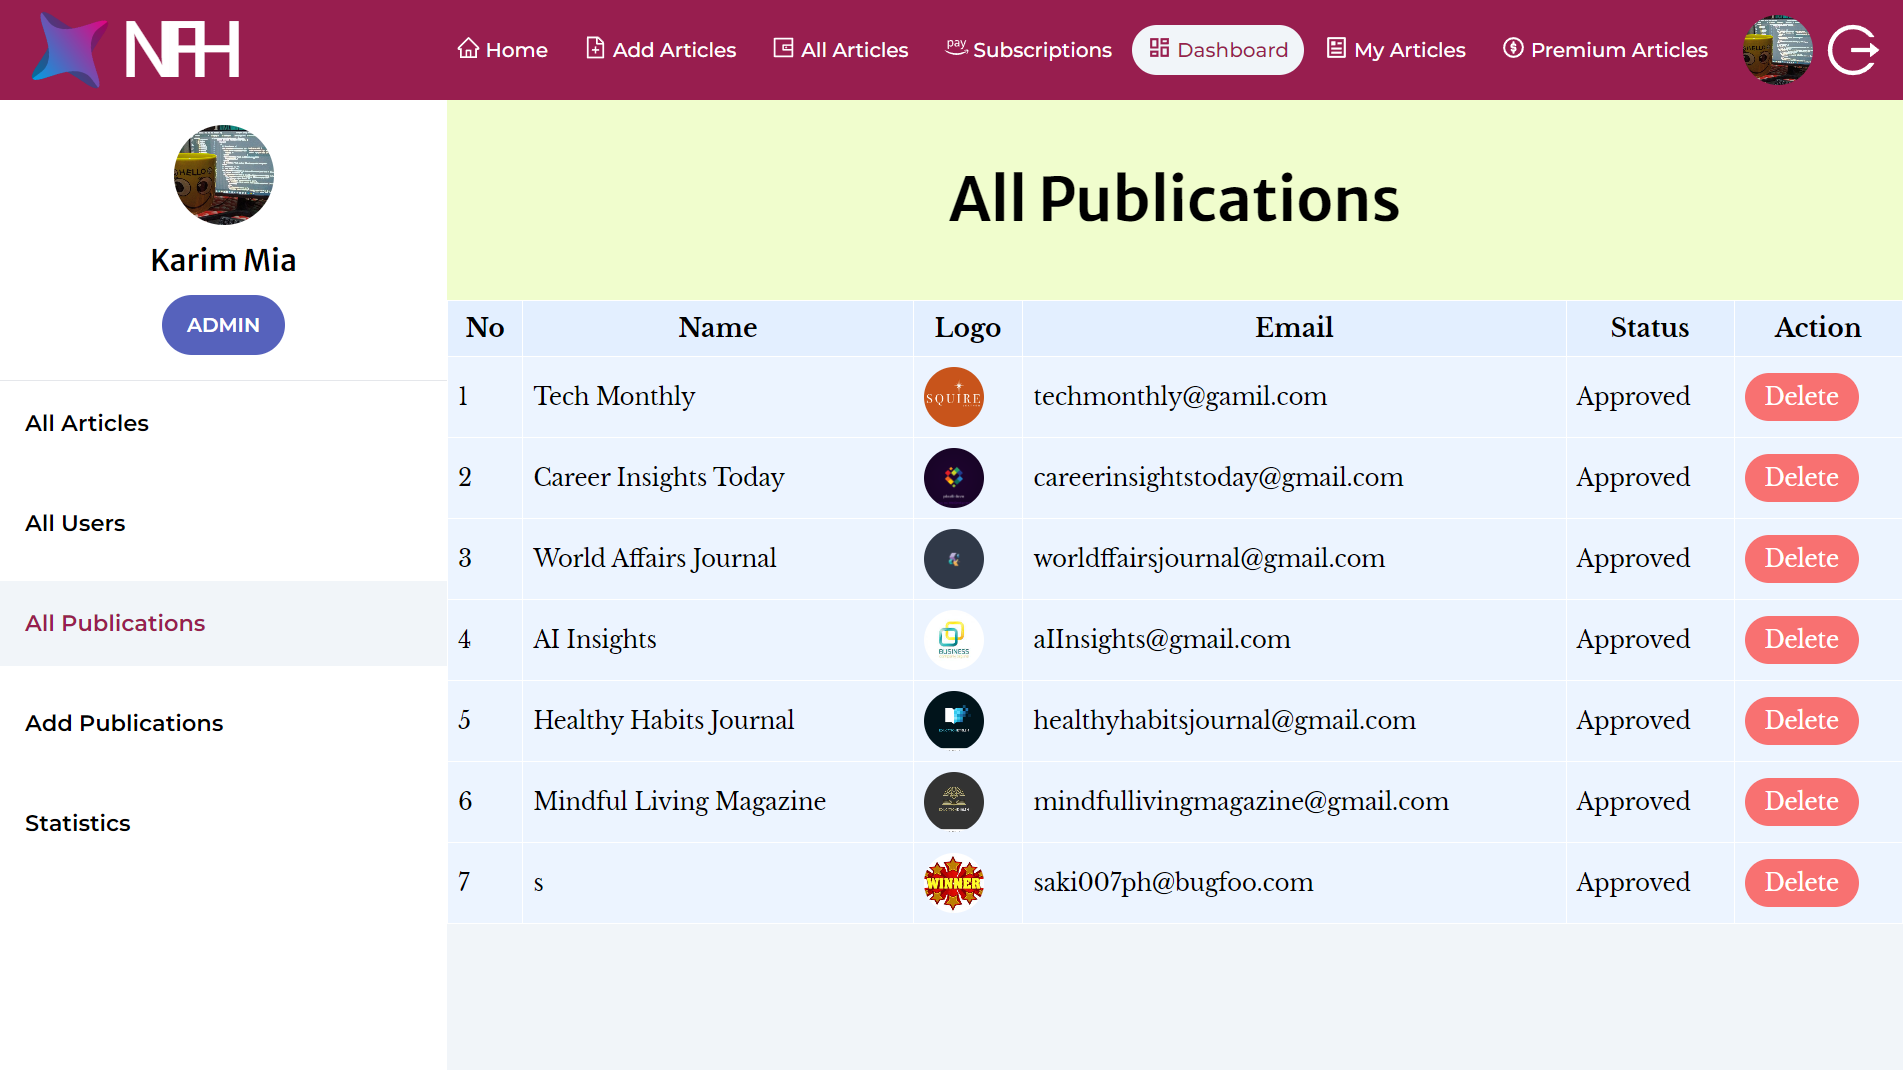 NFH
Home
Add Articles
All Articles
pay Subscriptions
Dashboard
My Articles
Premium Articles
HELLO
Karim Mia
ADMIN
All Articles
All Users
All Publications
Add Publications
Statistics
All Publications
No Name Logo Email Status Action
1 Tech Monthly SQUIRE techmonthly@gamil.com Approved Delete
2 Career Insights Today careerinsightstoday@gmail.com Approved Delete
3 World Affairs Journal worldffairsjournal@gmail.com Approved Delete
4 AI Insights BUSINESS aIInsights@gmail.com Approved Delete
5 Healthy Habits Journal healthyhabitsjournal@gmail.com Approved Delete
6 Mindful Living Magazine mindfullivingmagazine@gmail.com Approved Delete
7 s WINNER saki007ph@bugfoo.com Approved Delete